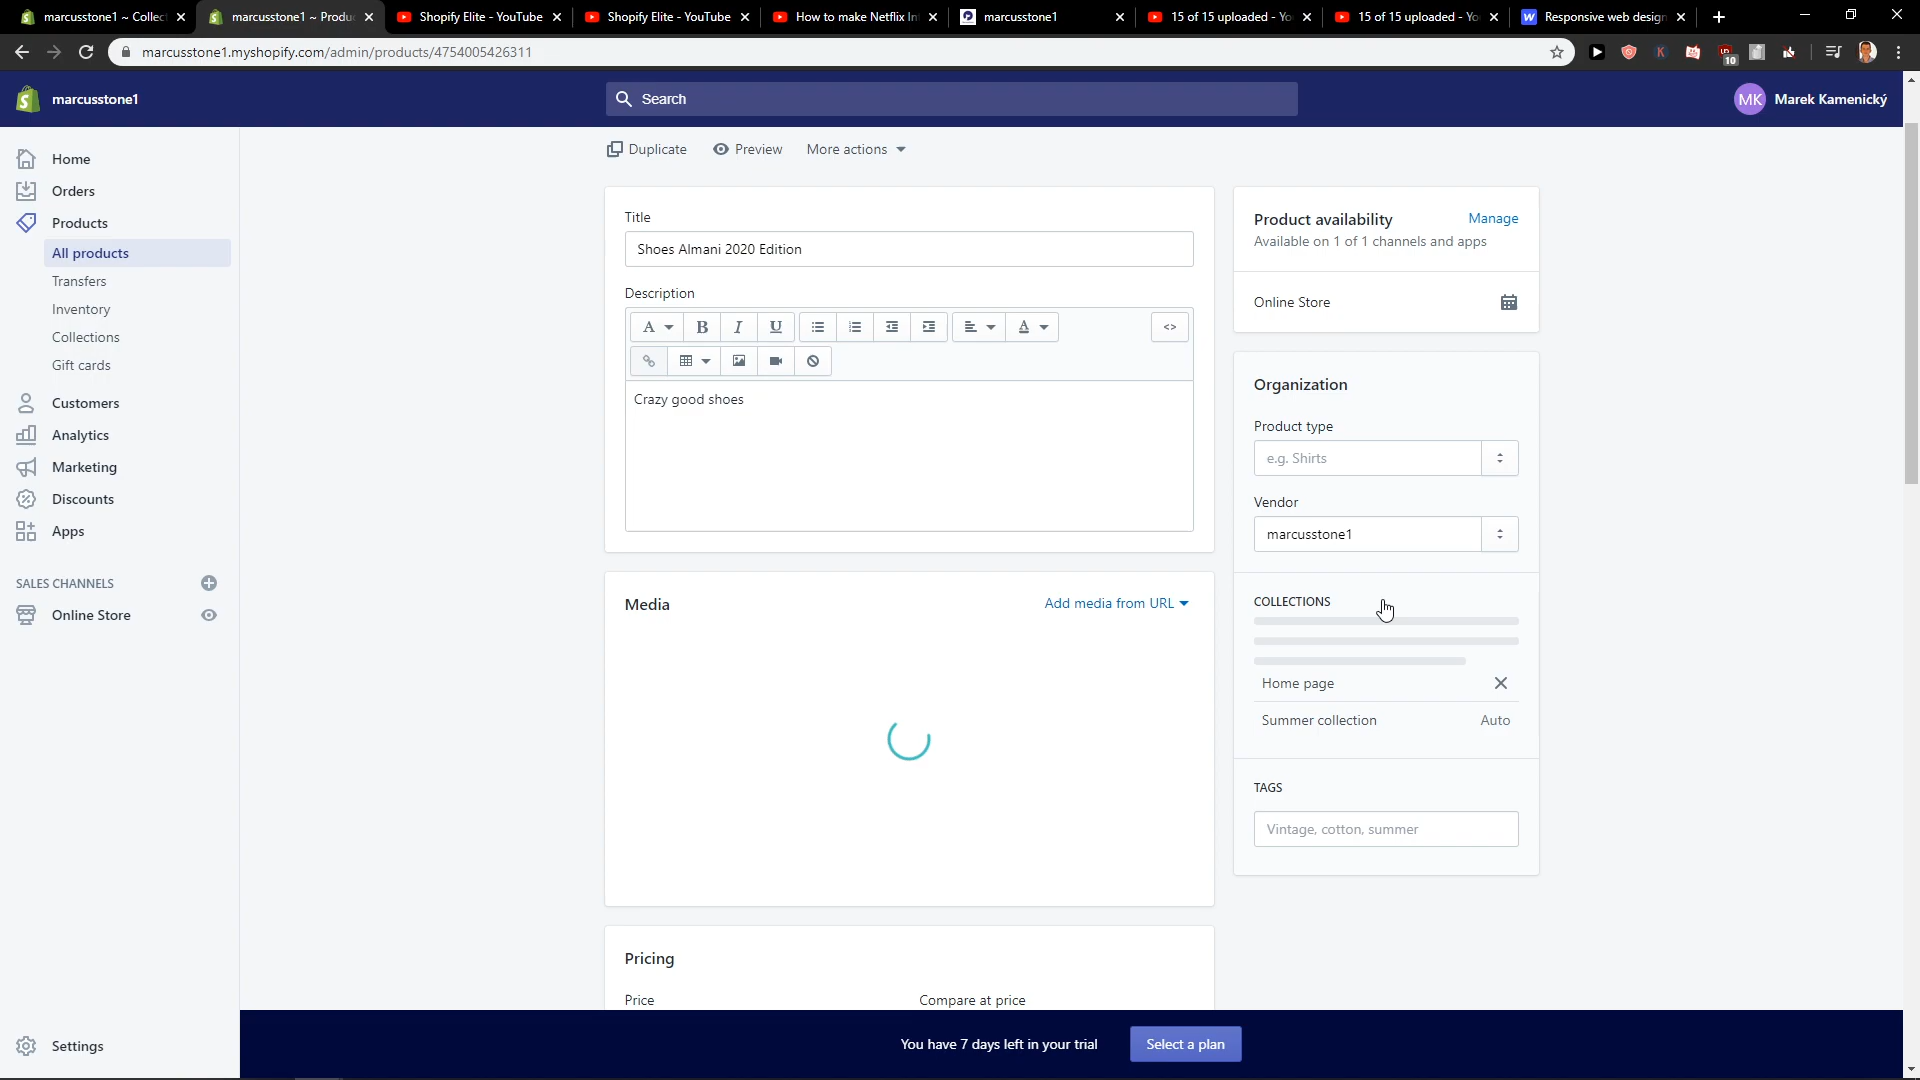 marcusstone1 ~ Collec
marcusstone1 ~ Produc
Shopify Elite - YouTube
Shopify Elite - YouTube
How to make Netflix In
marcusstone1
15 of 15 uploaded - Yo
15 of 15 uploaded - Yo
Responsive web design
marcusstone1.myshopify.com/admin/products/4754005426311
K
10
marcusstone1
Search
MK Marek Kamenický
Home
Orders
Products
All products
Transfers
Inventory
Collections
Gift cards
Customers
Analytics
Marketing
Discounts
Apps
SALES CHANNELS
Online Store
Settings
Duplicate
Preview
More actions
Title
Shoes Almani 2020 Edition
Description
A B I U A <>
Crazy good shoes
Media
Add media from URL
Pricing
Price
Compare at price
Product availability
Manage
Available on 1 of 1 channels and apps
Online Store
Organization
Product type
e.g. Shirts
Vendor
marcusstone1
COLLECTIONS
Home page
Summer collection
Auto
TAGS
Vintage, cotton, summer
You have 7 days left in your trial
Select a plan